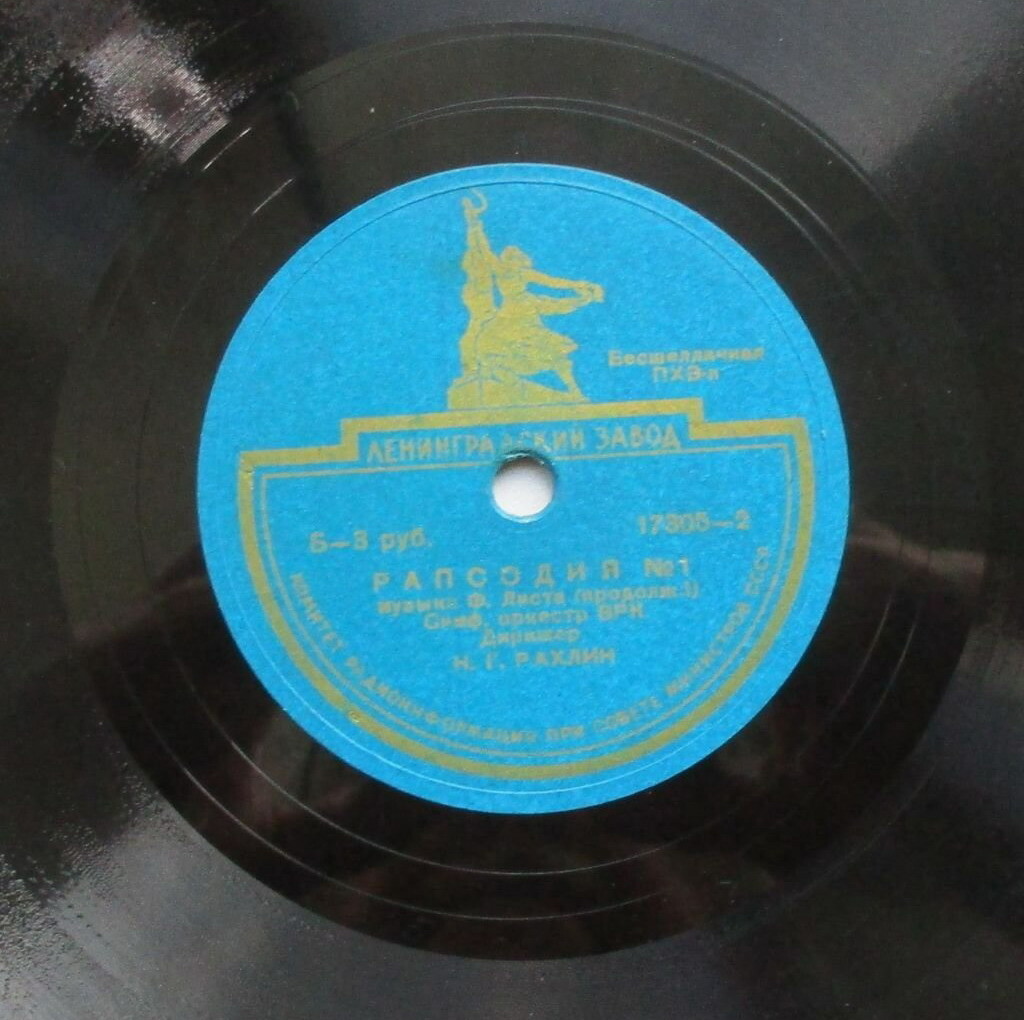 Бесшеллачная
ПХВ-я
ЛЕНИНГРАДСКИЙ ЗАВОД
Б—3 руб.
17305—2
РАПСОДИЯ №1
музыка Ф. Листа (продолж.1)
Симф. оркестр ВРК
Дирижер
Н. Г. РАХЛИН
КОМИТЕТ РАДИОИНФОРМАЦИИ ПРИ СОВЕТЕ МИНИСТРОВ СССР